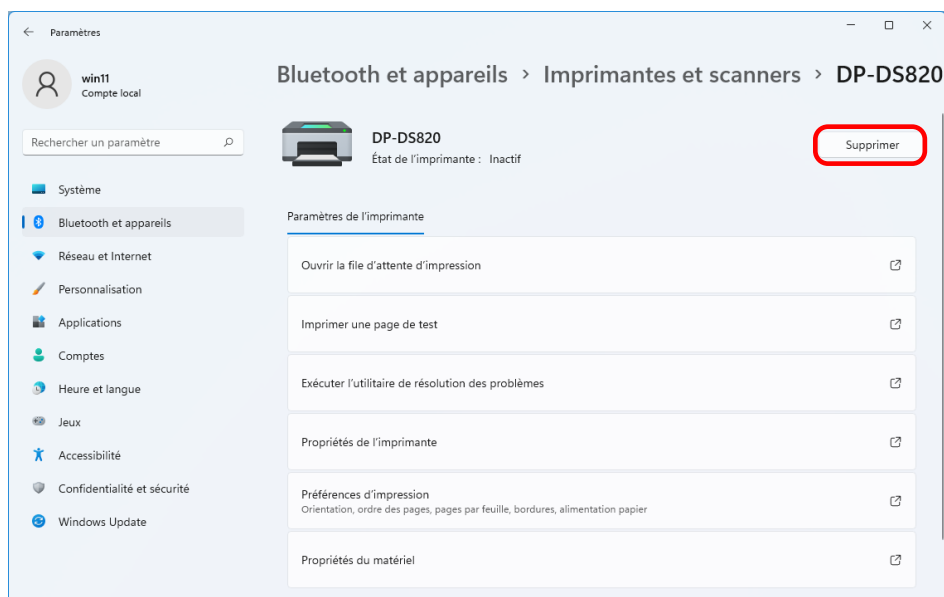 Paramètres
win11
Compte local
Rechercher un paramètre
Système
Bluetooth et appareils
Réseau et Internet
Personnalisation
Applications
Comptes
Heure et langue
Jeux
Accessibilité
Confidentialité et sécurité
Windows Update
Bluetooth et appareils > Imprimantes et scanners > DP-DS820
DP-DS820
État de l'imprimante : Inactif
Supprimer
Paramètres de l'imprimante
Ouvrir la file d'attente d'impression
Imprimer une page de test
Exécuter l'utilitaire de résolution des problèmes
Propriétés de l'imprimante
Préférences d'impression
Orientation, ordre des pages, pages par feuille, bordures, alimentation papier
Propriétés du matériel